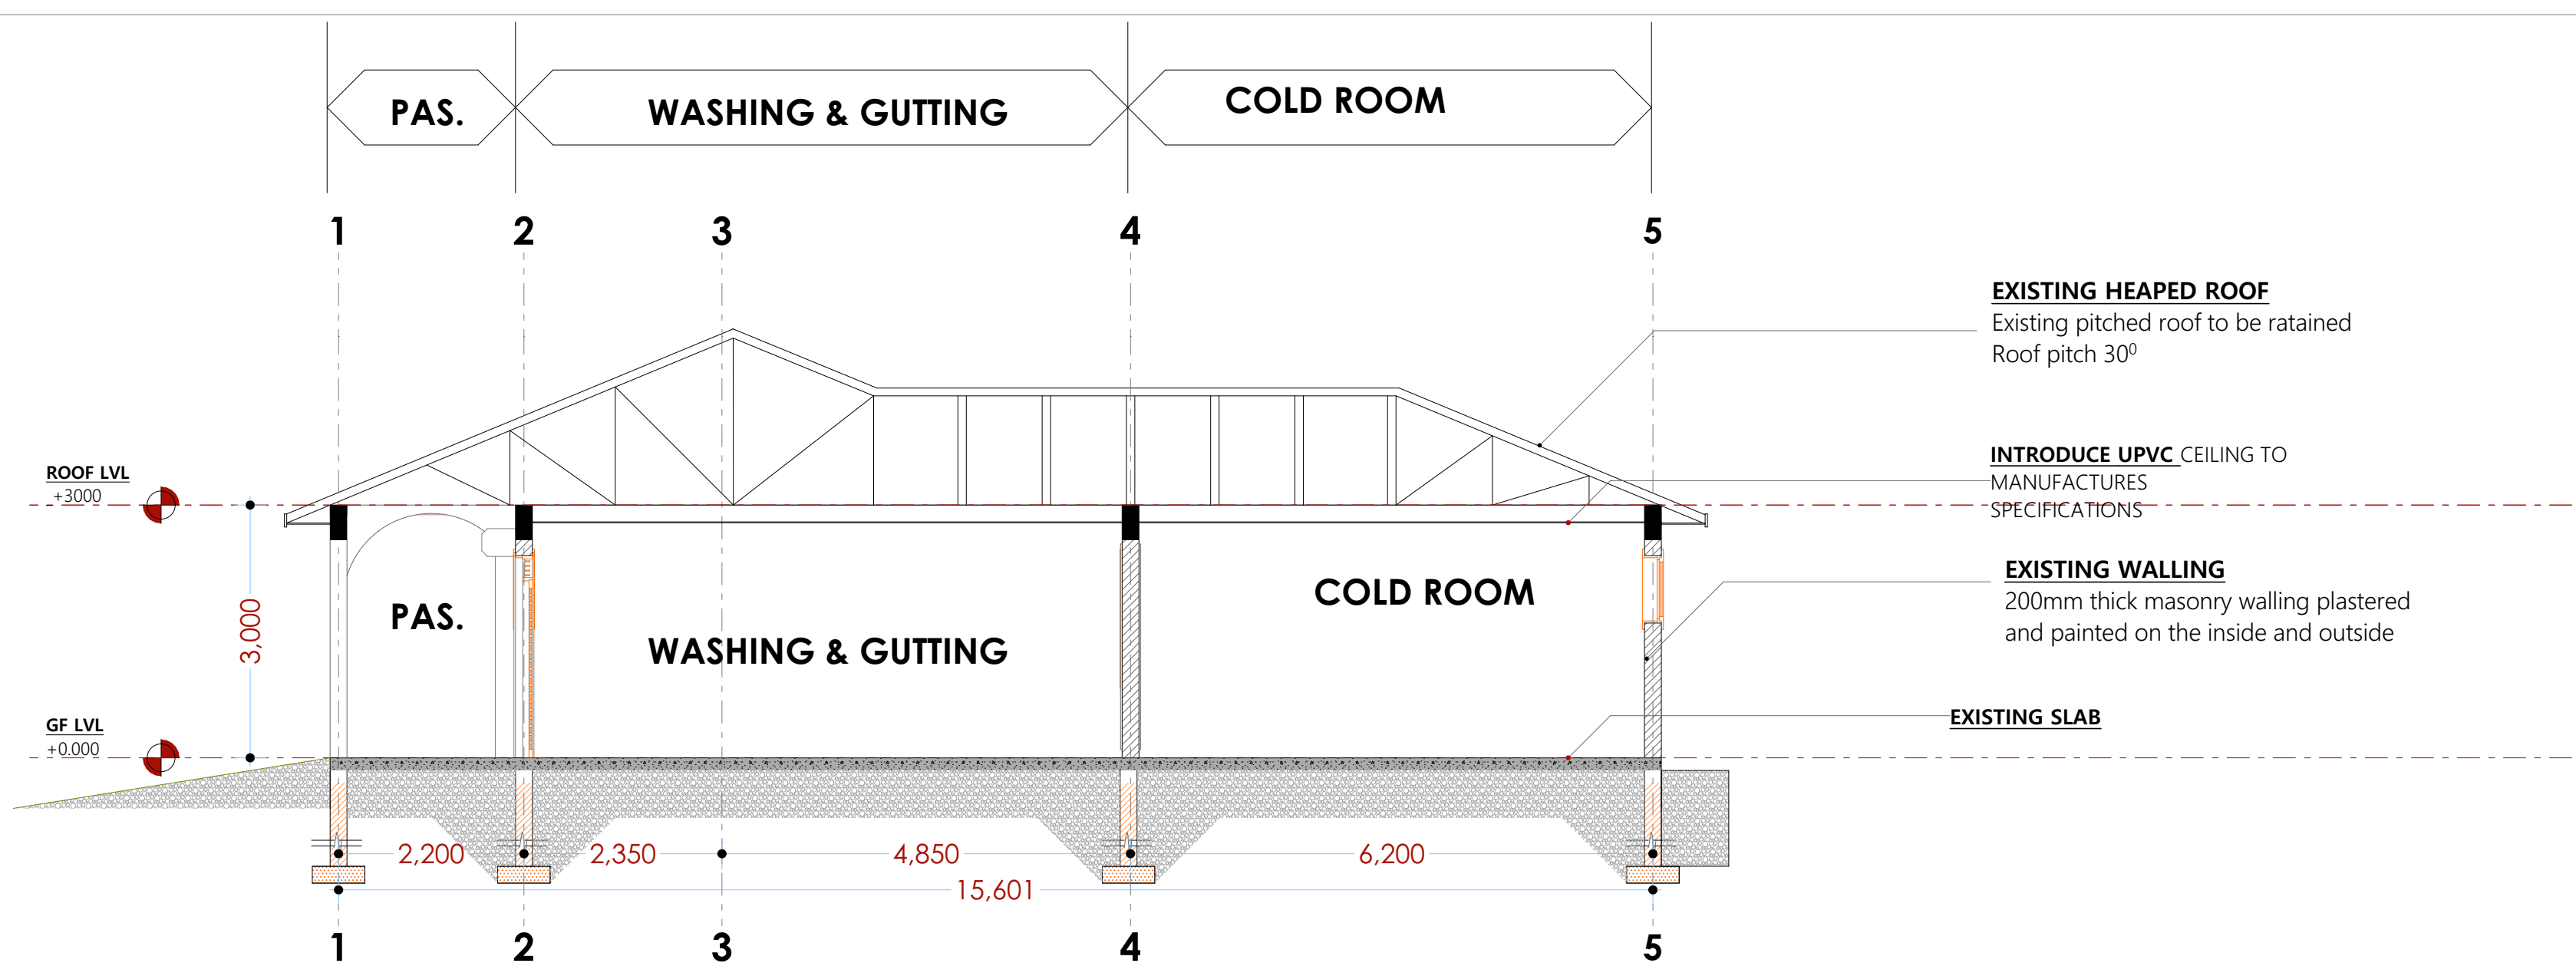 PAS.
WASHING & GUTTING
COLD ROOM
1
2
3
4
5
EXISTING HEAPED ROOF
Existing pitched roof to be ratained
Roof pitch 30⁰
ROOF LVL
+3000
INTRODUCE UPVC CEILING TO
MANUFACTURES
SPECIFICATIONS
EXISTING WALLING
200mm thick masonry walling plastered
and painted on the inside and outside
3,000
PAS.
WASHING & GUTTING
COLD ROOM
GF LVL
+0.000
EXISTING SLAB
2,200
2,350
4,850
6,200
15,601
1
2
3
4
5